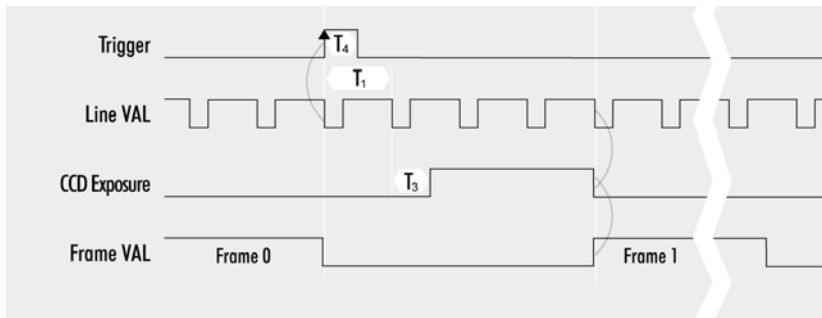 Trigger
T4
T1
Line VAL
CCD Exposure
T3
Frame VAL
Frame 0
Frame 1